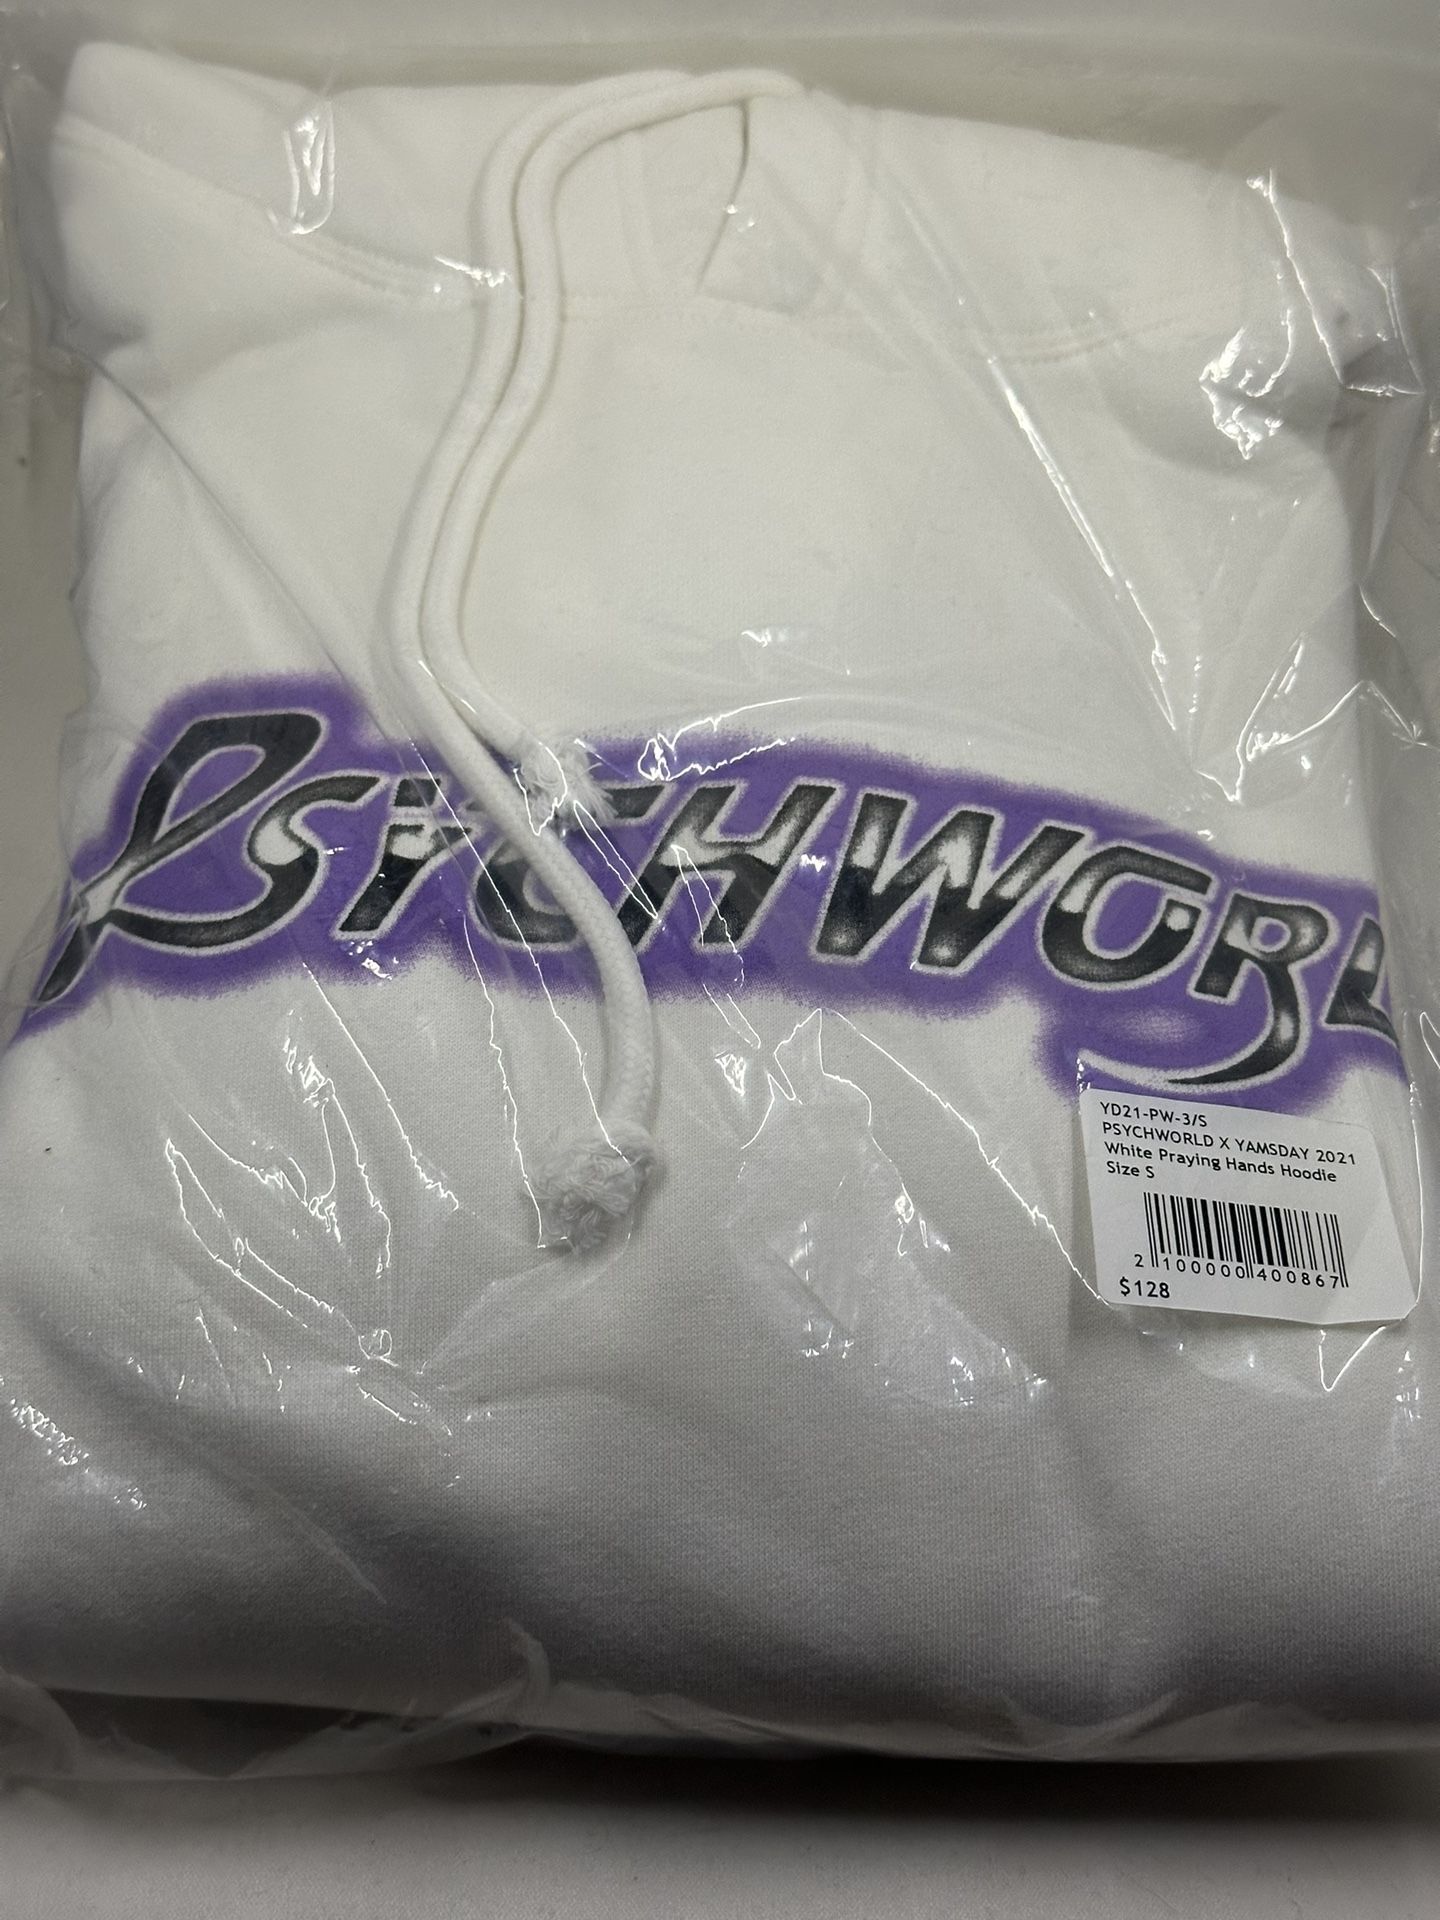 PSYCHWORL
YD21-PW-3/S
PSYCHWORLD X YAMSDAY 2021
White Praying Hands Hoodie
Size S
2 100000 400867
$128